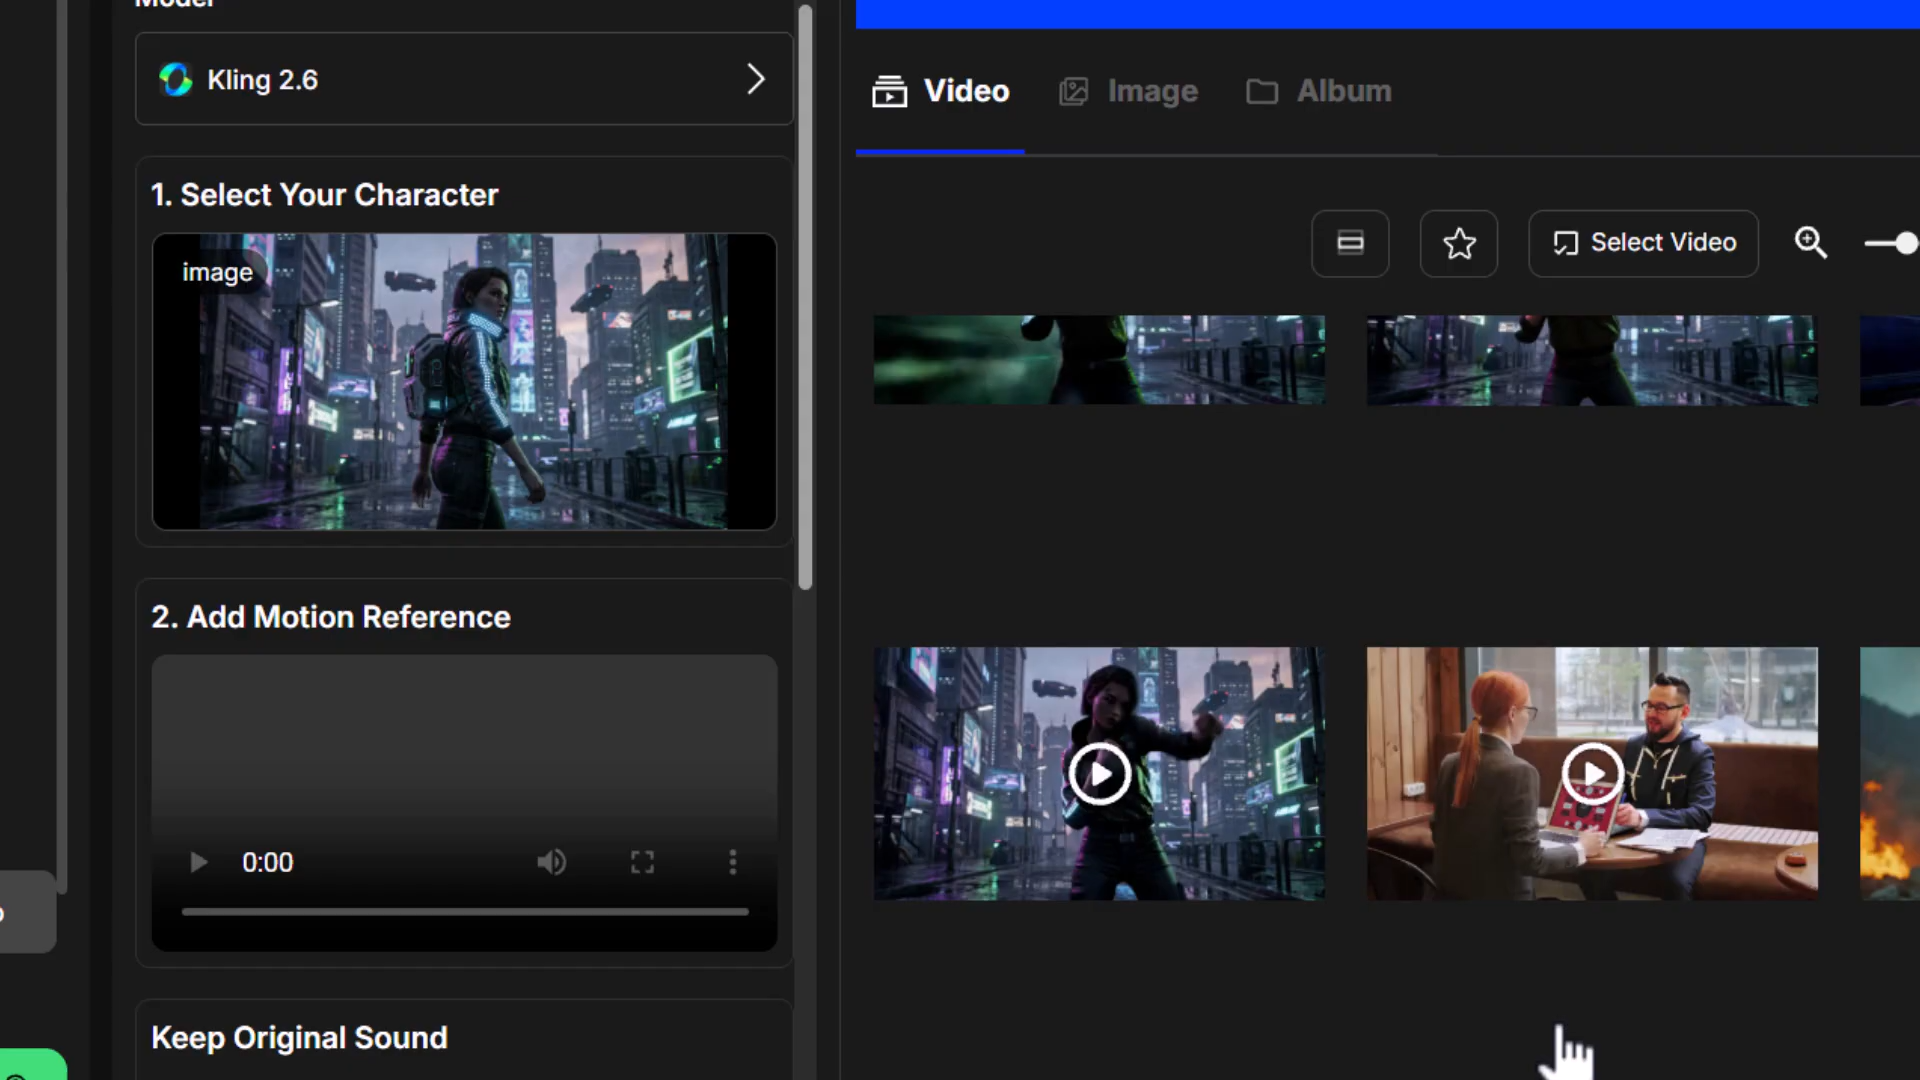 Model
Kling 2.6
1. Select Your Character
image
2. Add Motion Reference
0:00
Keep Original Sound
Video
Image
Album
Select Video